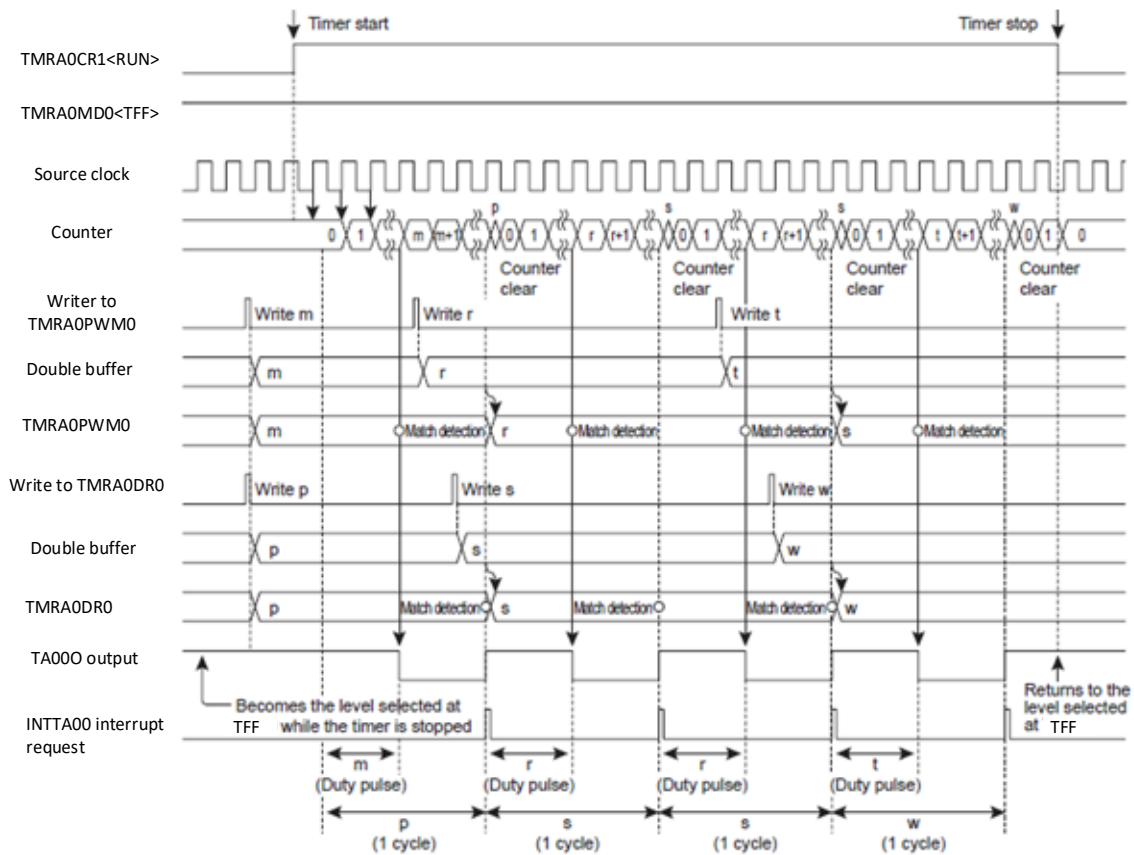 Timer start Timer stop
TMRA0CR1<RUN>
TMRA0MD0<TFF>
Source clock
p s s w
Counter 0 1 m m+1 0 1 r r+1 0 1 r r+1 0 1 t t+1 0 1 0
Counter Counter Counter Counter
clear clear clear clear
Writer to
TMRA0PWM0 Write m Write r Write t
Double buffer m r t
TMRA0PWM0 m Match detection r Match detection Match detection s Match detection
Write to TMRA0DR0 Write p Write s Write w
Double buffer p s w
TMRA0DR0 p Match detection s Match detection Match detection w
TA00O output
Becomes the level selected at
TFF while the timer is stopped
Returns to the
level selected
at TFF
INTTA00 interrupt
request
m r r t
(Duty pulse) (Duty pulse) (Duty pulse) (Duty pulse)
p s s w
(1 cycle) (1 cycle) (1 cycle) (1 cycle)